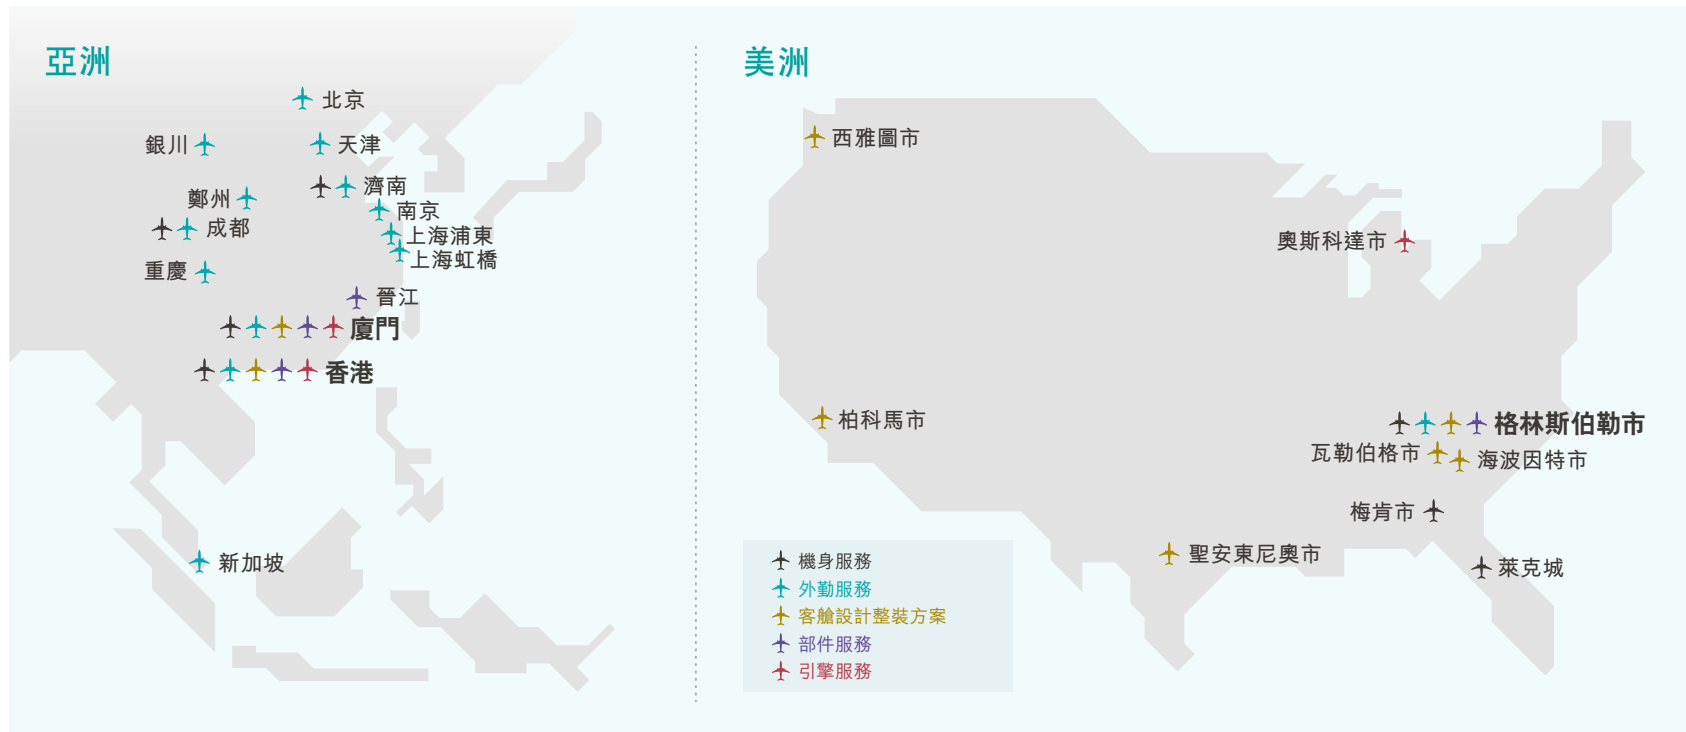 亞洲
北京
銀川
天津
濟南
鄭州
南京
成都
上海浦東
上海虹橋
重慶
晉江
廈門
香港
新加坡
美洲
西雅圖市
奧斯科達市
柏科馬市
格林斯伯勒市
瓦勒伯格市
海波因特市
梅肯市
聖安東尼奧市
萊克城
機身服務
外勤服務
客艙設計整裝方案
部件服務
引擎服務